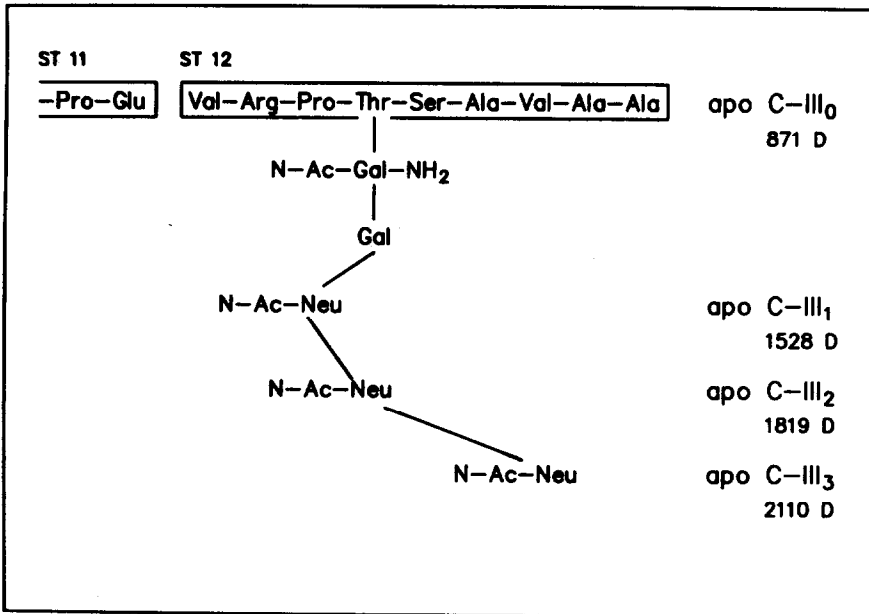 ST 11 ST 12
-Pro-Glu Val-Arg-Pro-Thr-Ser-Ala-Val-Ala-Ala apo C-III₀
871 D
N-Ac-Gal-NH₂
Gal
N-Ac-Neu apo C-III₁
1528 D
N-Ac-Neu apo C-III₂
1819 D
N-Ac-Neu apo C-III₃
2110 D